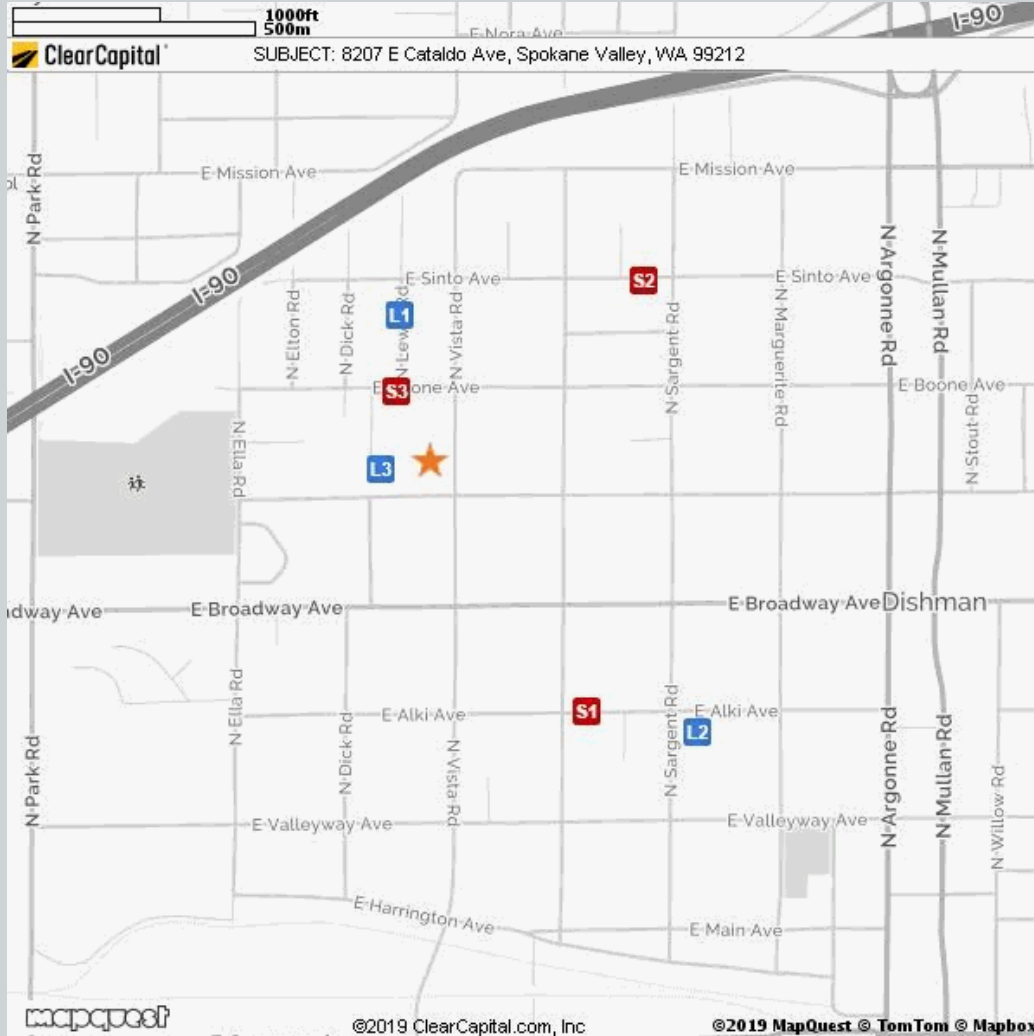 1000ft
500m
I-90
E Nora Ave
ClearCapital
SUBJECT: 8207 E Cataldo Ave, Spokane Valley, WA 99212
N Park Rd
E Mission Ave
E Mission Ave
I-90
I-90
E Sinto Ave
E Sinto Ave
S2
L1
N Elton Rd
N Dick Rd
N Vista Rd
N Sargent Rd
N Marguerite Rd
N Argonne Rd
N Mullan Rd
S3
Ave
E Boone Ave
N Stout Rd
N Ella Rd
L3
E Broadway Ave
E Broadway Ave
Dishman
Ave
N Ella Rd
N Dick Rd
E Alki Ave
S1
N Sargent Rd
E Alki Ave
L2
N Park Rd
N Vista Rd
N Argonne Rd
N Mullan Rd
N Willow Rd
E Valleyway Ave
E Valleyway Ave
E Harrington Ave
E Main Ave
mapquest
©2019 ClearCapital.com, Inc
©2019 MapQuest © TomTom © Mapbox